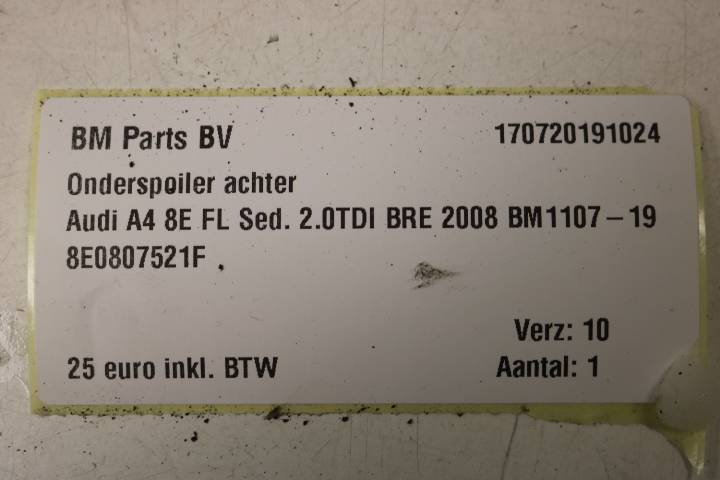 BM Parts BV 170720191024
Onderspoiler achter
Audi A4 8E FL Sed. 2.0TDI BRE 2008 BM1107-19
8E0807521F
Verz: 10
25 euro inkl. BTW Aantal: 1